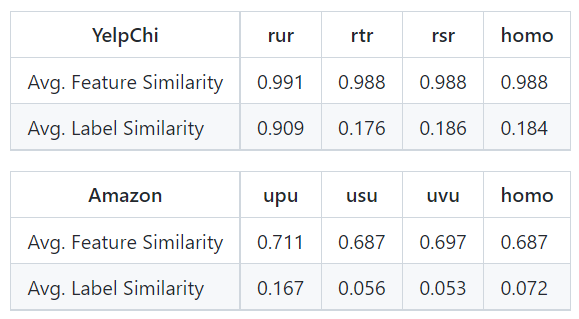 YelpChi rur rtr rsr homo
Avg. Feature Similarity 0.991 0.988 0.988 0.988
Avg. Label Similarity 0.909 0.176 0.186 0.184
Amazon upu usu uvu homo
Avg. Feature Similarity 0.711 0.687 0.697 0.687
Avg. Label Similarity 0.167 0.056 0.053 0.072